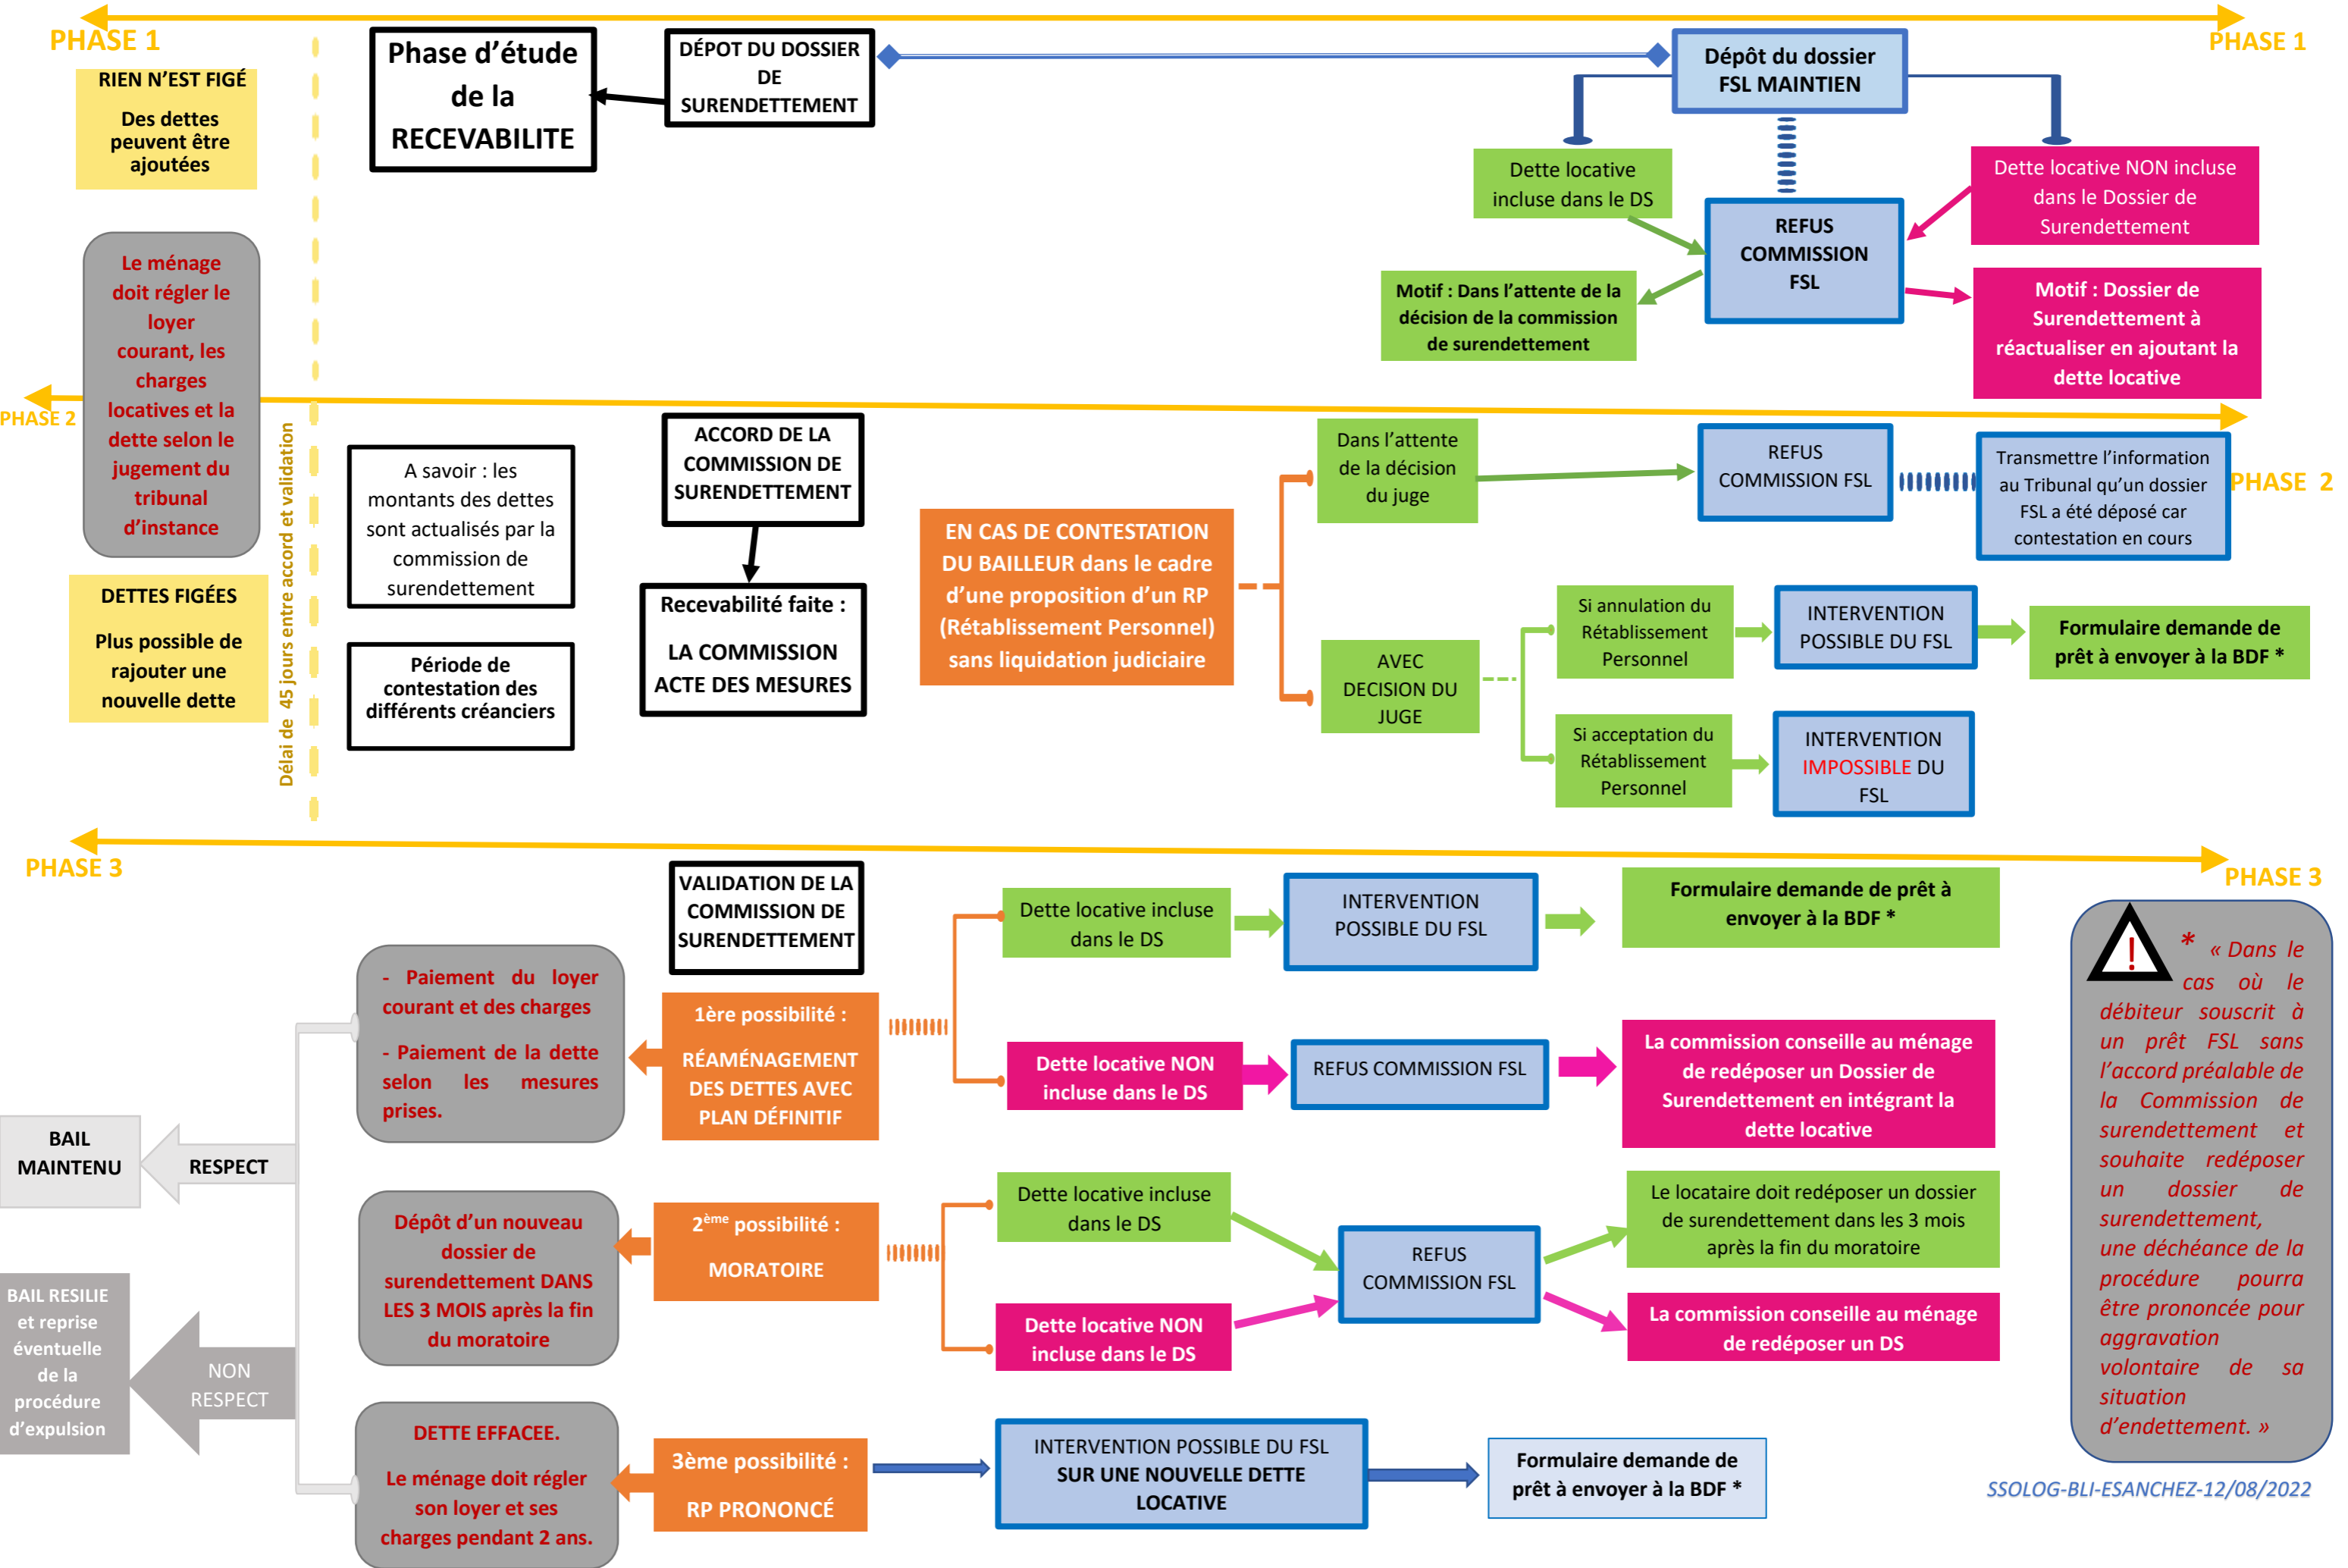 PHASE 1
PHASE 1
RIEN N’EST FIGÉ
Des dettes
peuvent être
ajoutées
Phase d’étude
de la
RECEVABILITE
DÉPOT DU DOSSIER
DE
SURENDETTEMENT
Dépôt du dossier
FSL MAINTIEN
Dette locative
incluse dans le DS
REFUS
COMMISSION
FSL
Dette locative NON incluse
dans le Dossier de
Surendettement
Motif : Dans l’attente de la
décision de la commission
de surendettement
Motif : Dossier de
Surendettement à
réactualiser en ajoutant la
dette locative
Le ménage
doit régler le
loyer
courant, les
charges
locatives et la
dette selon le
jugement du
tribunal
d’instance
PHASE 2
PHASE 2
DETTES FIGÉES
Plus possible de
rajouter une
nouvelle dette
Délai de 45 jours entre accord et validation
A savoir : les
montants des dettes
sont actualisés par la
commission de
surendettement
Période de
contestation des
différents créanciers
ACCORD DE LA
COMMISSION DE
SURENDETTEMENT
Recevabilité faite :
LA COMMISSION
ACTE DES MESURES
EN CAS DE CONTESTATION
DU BAILLEUR dans le cadre
d’une proposition d’un RP
(Rétablissement Personnel)
sans liquidation judiciaire
Dans l’attente
de la décision
du juge
REFUS
COMMISSION FSL
Transmettre l’information
au Tribunal qu’un dossier
FSL a été déposé car
contestation en cours
AVEC
DECISION DU
JUGE
Si annulation du
Rétablissement
Personnel
INTERVENTION
POSSIBLE DU FSL
Formulaire demande de
prêt à envoyer à la BDF *
Si acceptation du
Rétablissement
Personnel
INTERVENTION
IMPOSSIBLE DU
FSL
PHASE 3
PHASE 3
VALIDATION DE LA
COMMISSION DE
SURENDETTEMENT
Dette locative incluse
dans le DS
INTERVENTION
POSSIBLE DU FSL
Formulaire demande de prêt à
envoyer à la BDF *
- Paiement du loyer
courant et des charges
- Paiement de la dette
selon les mesures
prises.
1ère possibilité :
RÉAMÉNAGEMENT
DES DETTES AVEC
PLAN DÉFINITIF
Dette locative NON
incluse dans le DS
REFUS COMMISSION FSL
La commission conseille au ménage
de redéposer un Dossier de
Surendettement en intégrant la
dette locative
BAIL
MAINTENU
RESPECT
Dépôt d’un nouveau
dossier de
surendettement DANS
LES 3 MOIS après la fin
du moratoire
2ème possibilité :
MORATOIRE
Dette locative incluse
dans le DS
Dette locative NON
incluse dans le DS
REFUS
COMMISSION FSL
Le locataire doit redéposer un dossier
de surendettement dans les 3 mois
après la fin du moratoire
La commission conseille au ménage
de redéposer un DS
BAIL RESILIE
et reprise
éventuelle
de la
procédure
d’expulsion
NON
RESPECT
DETTE EFFACEE.
Le ménage doit régler
son loyer et ses
charges pendant 2 ans.
3ème possibilité :
RP PRONONCÉ
INTERVENTION POSSIBLE DU FSL
SUR UNE NOUVELLE DETTE
LOCATIVE
Formulaire demande de
prêt à envoyer à la BDF *
!
* « Dans le
cas où le
débiteur souscrit à
un prêt FSL sans
l’accord préalable de
la Commission de
surendettement et
souhaite redéposer
un dossier de
surendettement,
une déchéance de la
procédure pourra
être prononcée pour
aggravation
volontaire de sa
situation
d’endettement. »
SSOLOG-BLI-ESANCHEZ-12/08/2022